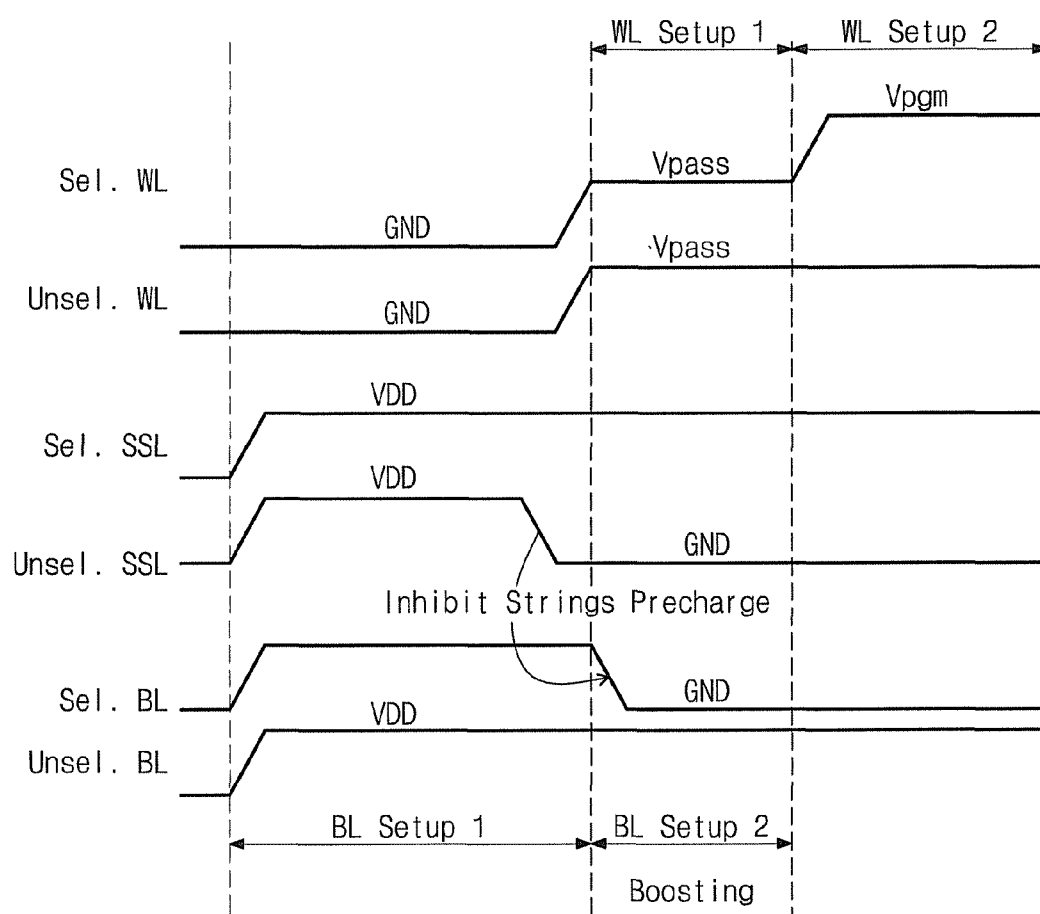 WL Setup 1
WL Setup 2
Vpgm
Sel. WL
Vpass
GND
Vpass
Unsel. WL
GND
VDD
Sel. SSL
VDD
Unsel. SSL
GND
Inhibit Strings Precharge
Sel. BL
GND
VDD
Unsel. BL
BL Setup 1
BL Setup 2
Boosting